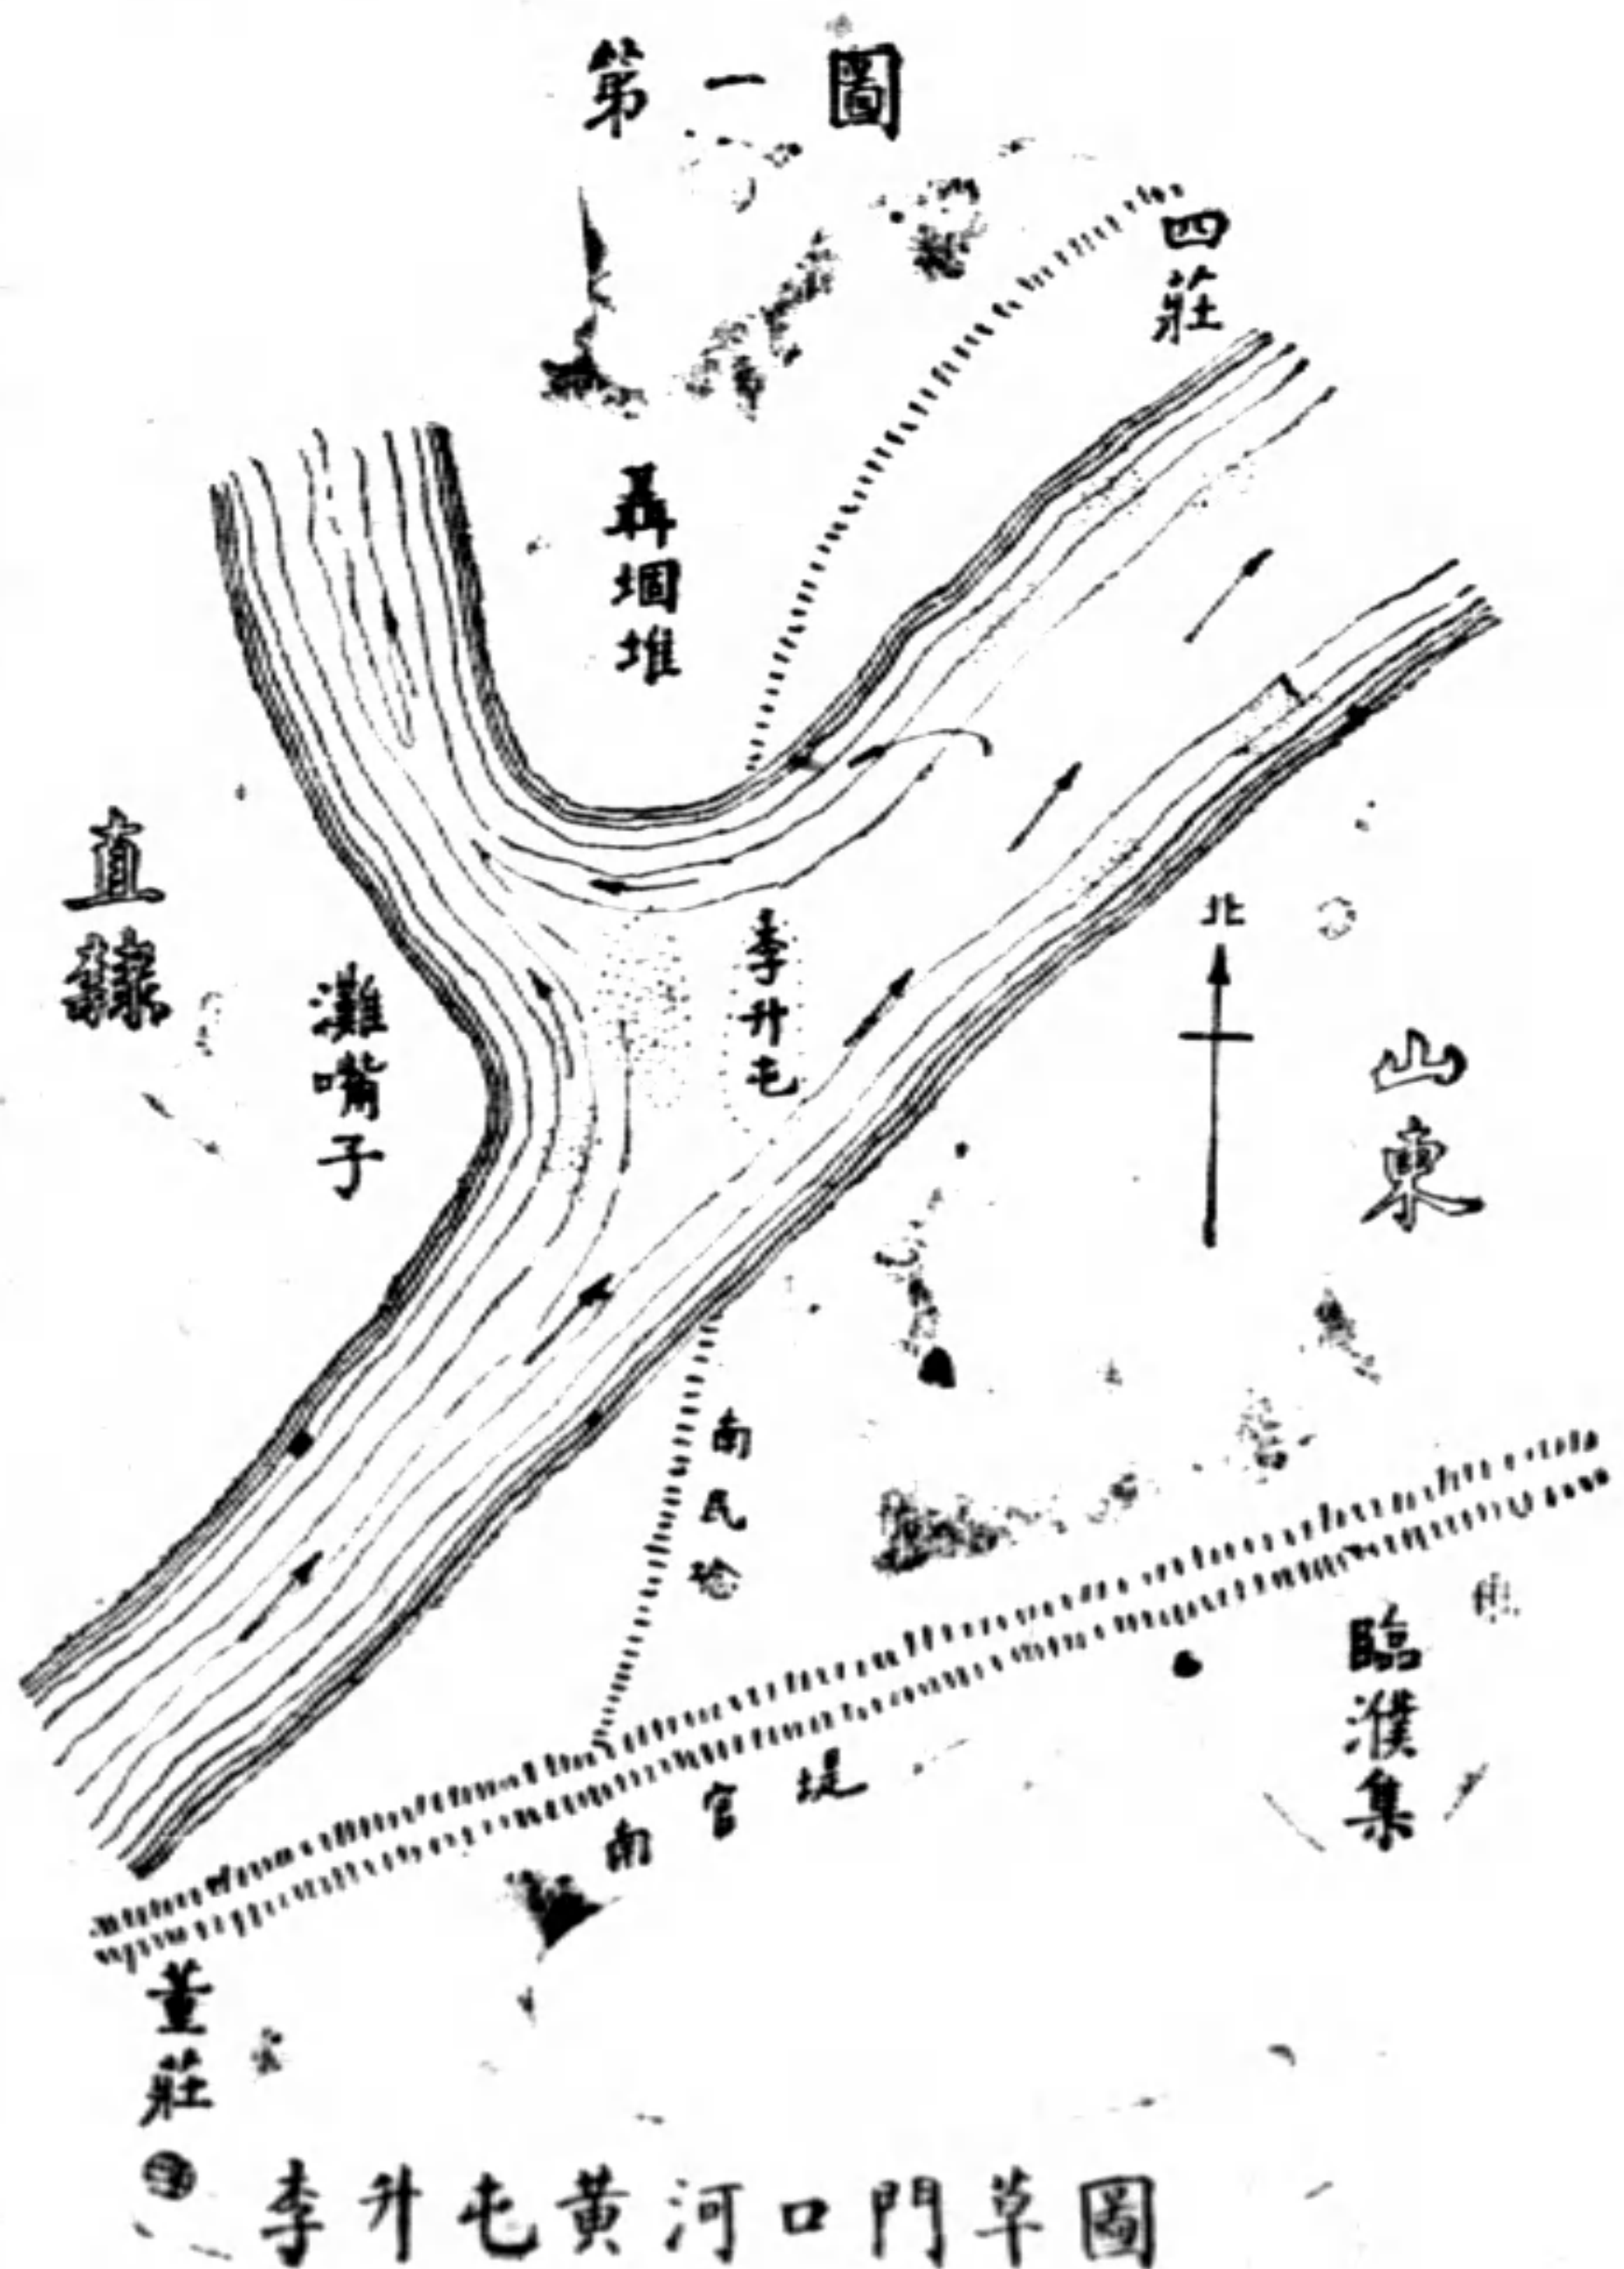 第一圖
四莊
聶堌堆
直隸
灘嘴子
李升屯
北
山東
南民埝
南官堤
臨濮集
董莊
李升屯黃河口門草圖